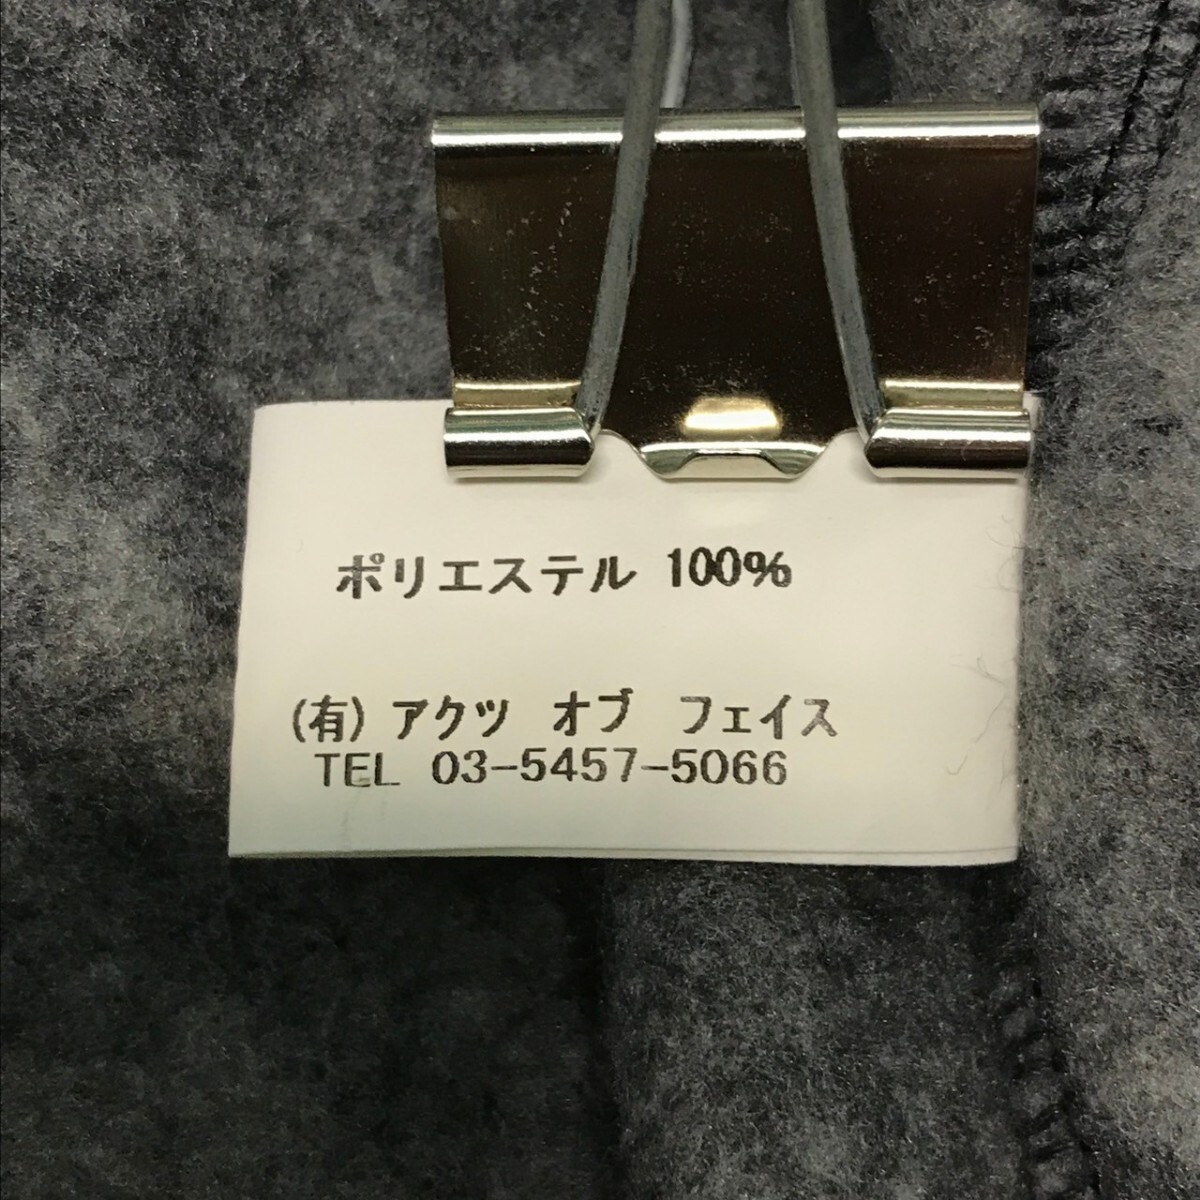 ポリエステル 100%
(有) アクツ オブ フェイス
TEL 03-5457-5066